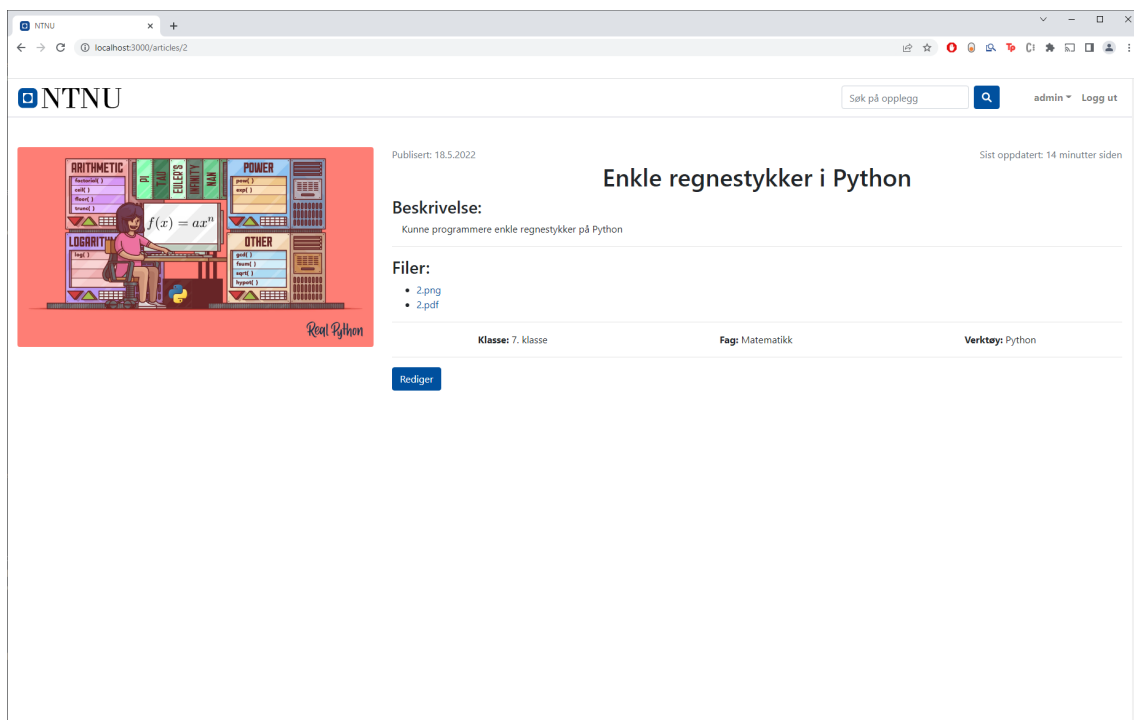 NTNU
localhost:3000/articles/2
NTNU
Søk på opplegg
admin
Logg ut
ARITHMETIC
factorial( )
ceil( )
floor( )
trunc( )
PI
TAU
EULER'S
INFINITY
NAN
POWER
pow( )
exp( )
f(x) = axⁿ
LOGARITH
log( )
OTHER
gcd( )
fsum( )
sqrt( )
hypot( )
Real Python
Publisert: 18.5.2022
Sist oppdatert: 14 minutter siden
Enkle regnestykker i Python
Beskrivelse:
Kunne programmere enkle regnestykker på Python
Filer:
2.png
2.pdf
Klasse: 7. klasse
Fag: Matematikk
Verktøy: Python
Rediger